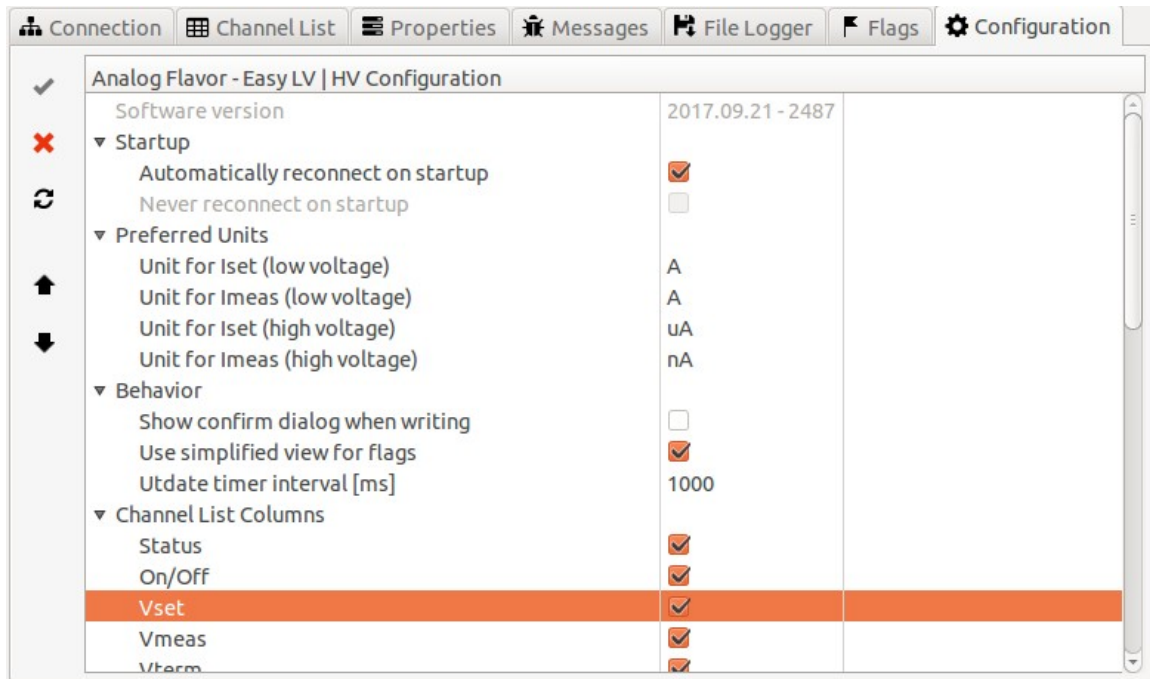 Connection Channel List Properties Messages File Logger Flags Configuration
Analog Flavor - Easy LV | HV Configuration
Software version 2017.09.21 - 2487
Startup
Automatically reconnect on startup
Never reconnect on startup
Preferred Units
Unit for Iset (low voltage) A
Unit for Imeas (low voltage) A
Unit for Iset (high voltage) uA
Unit for Imeas (high voltage) nA
Behavior
Show confirm dialog when writing
Use simplified view for flags
Utdate timer interval [ms] 1000
Channel List Columns
Status
On/Off
Vset
Vmeas
Vterm